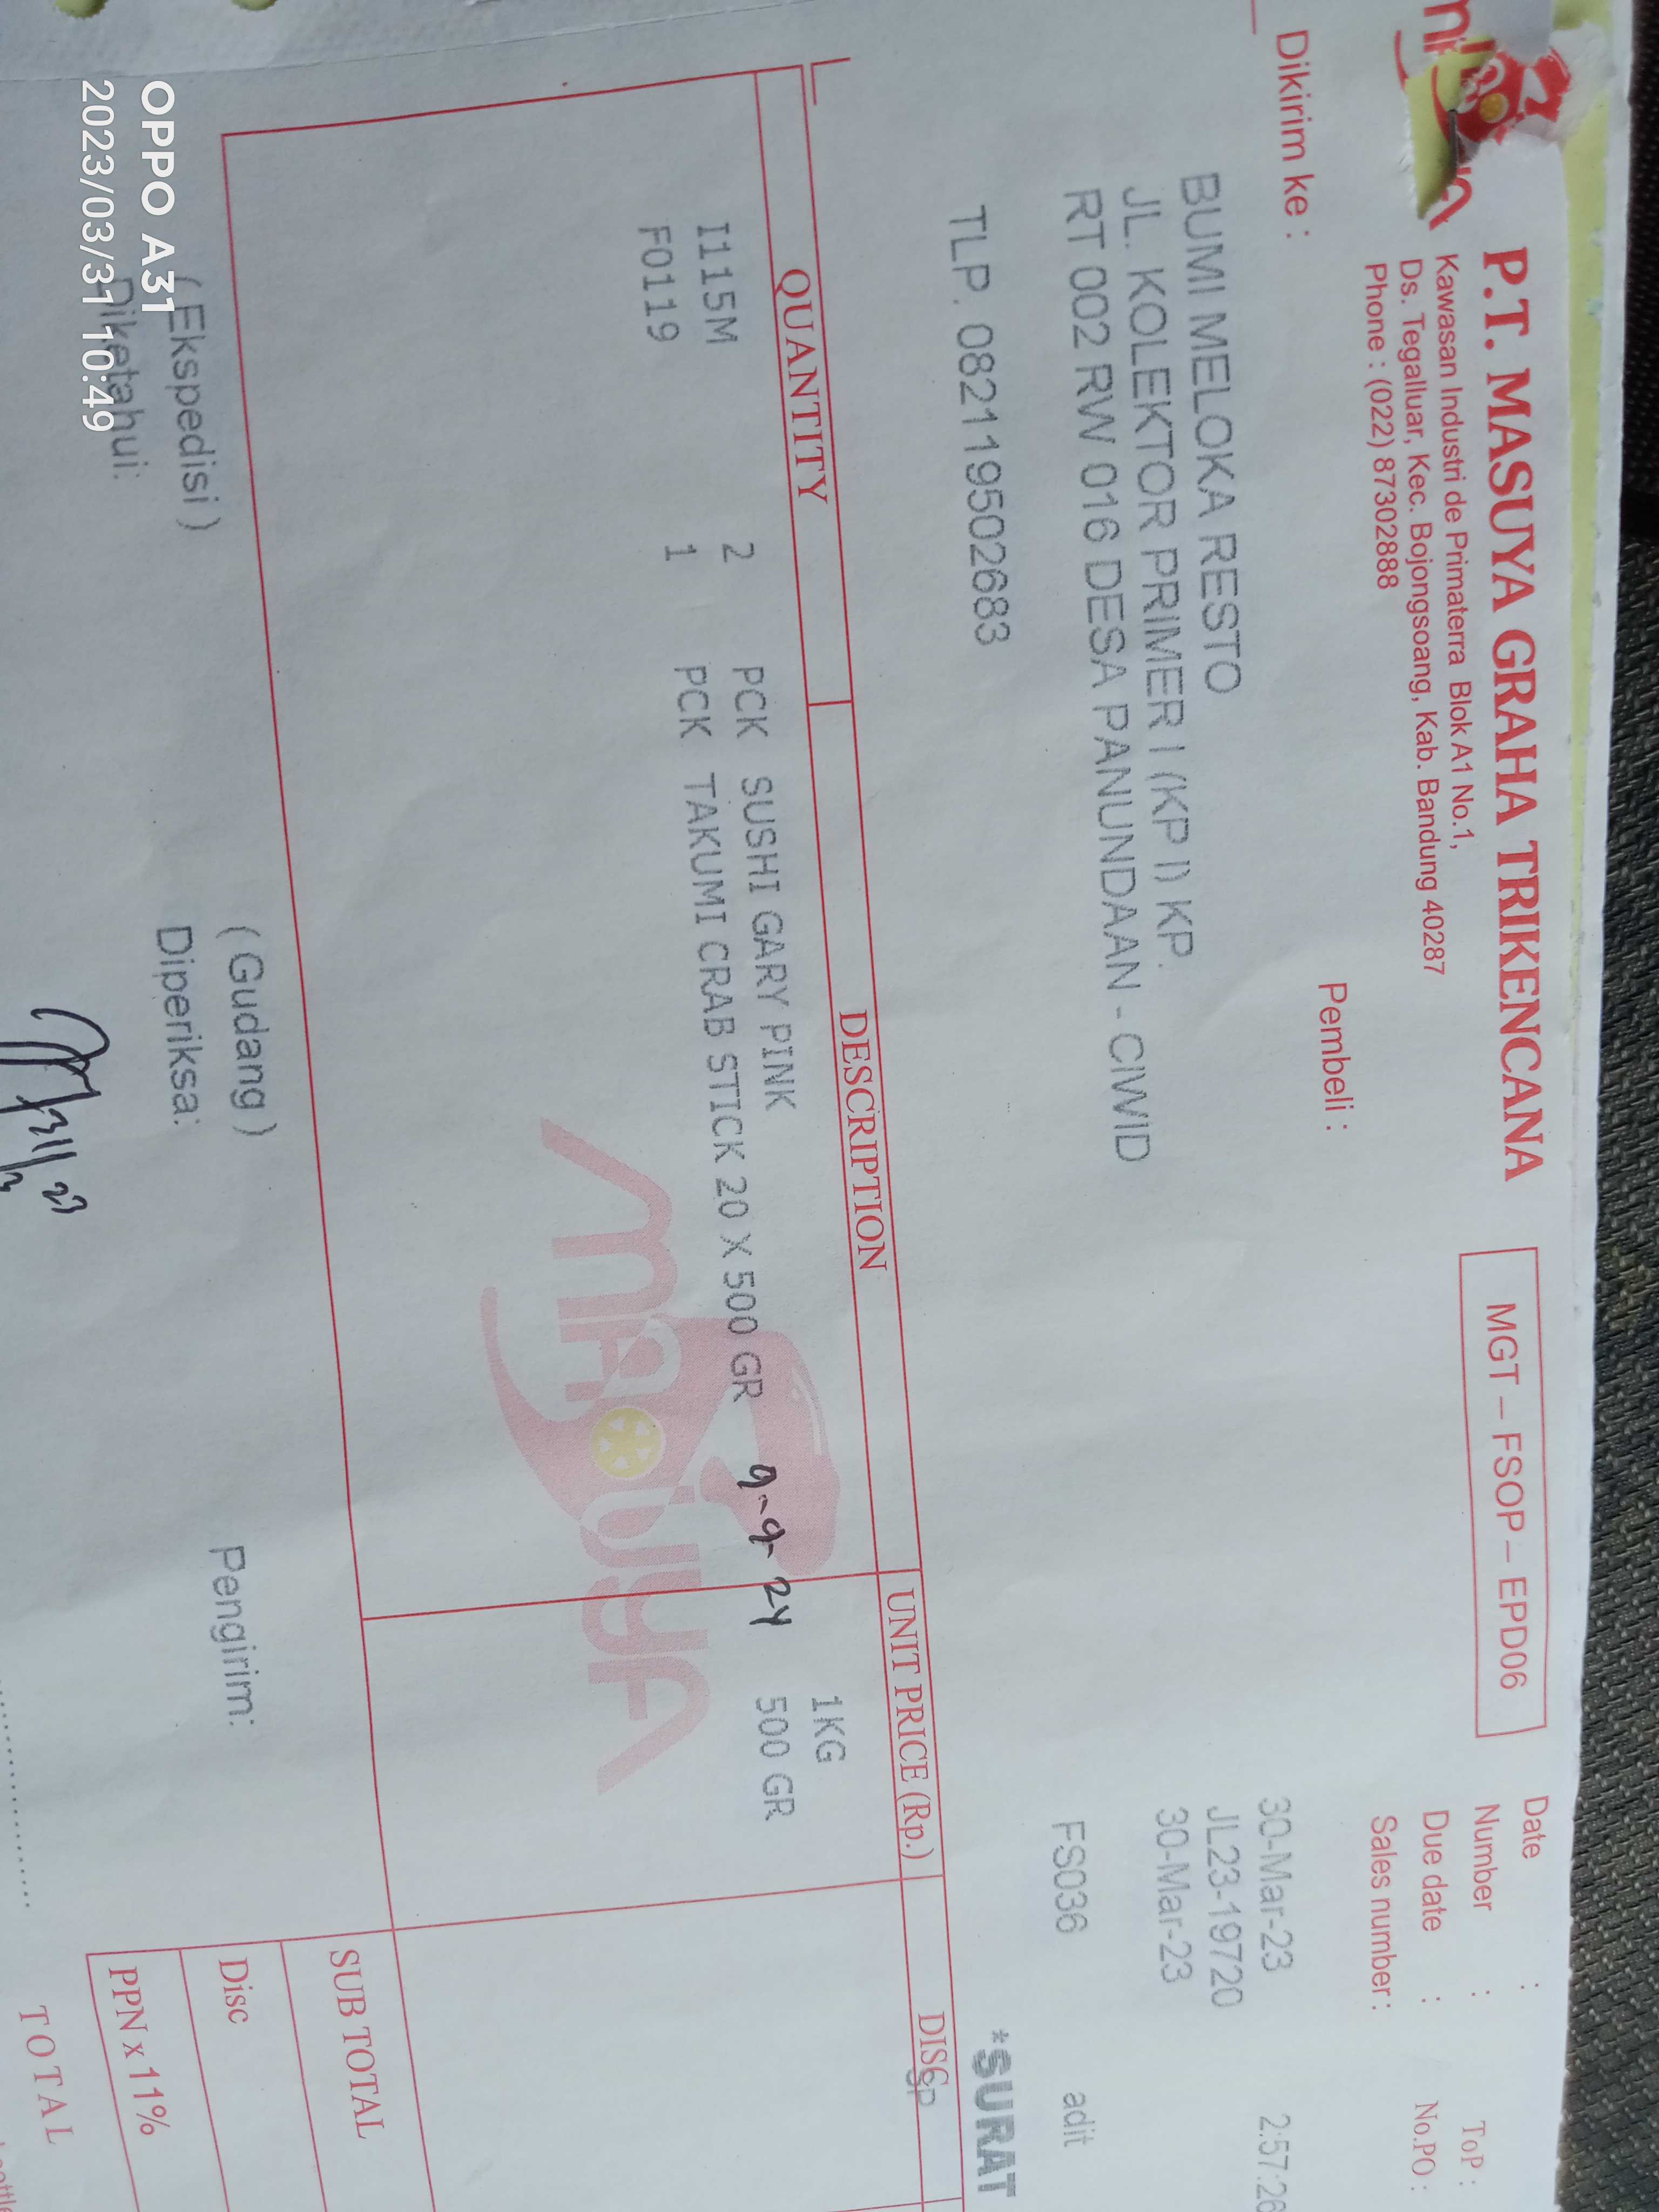 P.T. MASUYA GRAHA TRIKENCANA
Kawasan Industri de Primaterra Blok A1 No.1,
Ds. Tegalluar, Kec. Bojongsoang, Kab. Bandung 40287
Phone : (022) 87302888
MGT – FSOP – EPD06
Date :
Number :
Due date :
Sales number :
ToP :
No.PO :
Dikirim ke :
Pembeli :
30-Mar-23 2:57:26
JL23-19720
30-Mar-23
FS036 adit
BUMI MELOKA RESTO
JL. KOLEKTOR PRIMER I (KP I) KP.
RT 002 RW 016 DESA PANUNDAAN - CIWID
TLP. 082119502683
*SURAT
QUANTITY DESCRIPTION UNIT PRICE (Rp.) DISC
SP
I115M 2 PCK SUSHI GARY PINK 1KG
F0119 1 PCK TAKUMI CRAB STICK 20 X 500 GR 9-9-24 500 GR
MASUYA
SUB TOTAL
Disc
PPN x 11%
TOTAL
( Ekspedisi ) ( Gudang ) Pengirim:
Diketahui: Diperiksa:
OPPO A31
2023/03/31 10:49